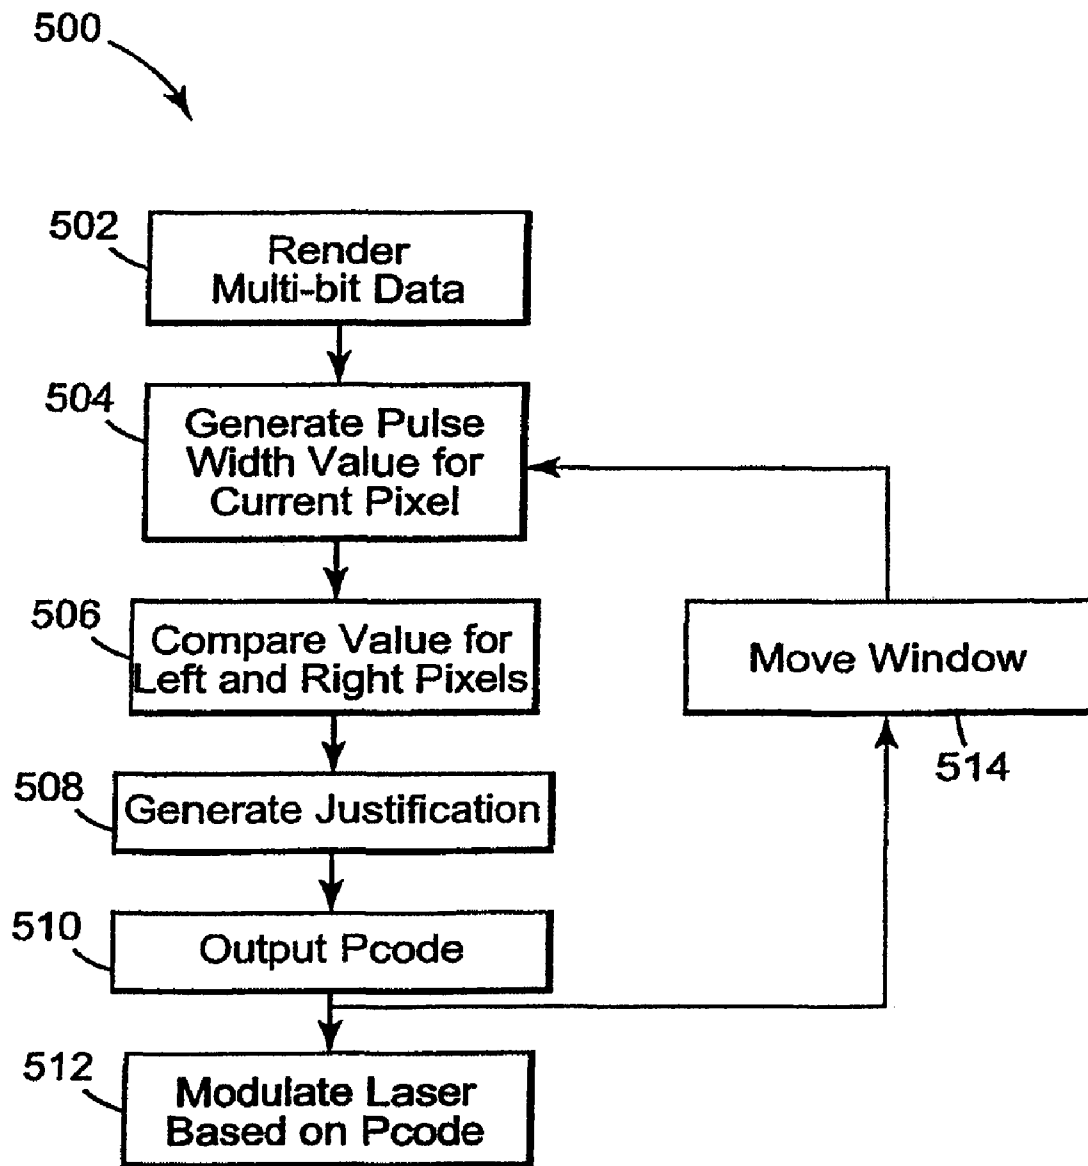 500
502
Render
Multi-bit Data
504
Generate Pulse
Width Value for
Current Pixel
506
Compare Value for
Left and Right Pixels
Move Window
514
508
Generate Justification
510
Output Pcode
512
Modulate Laser
Based on Pcode